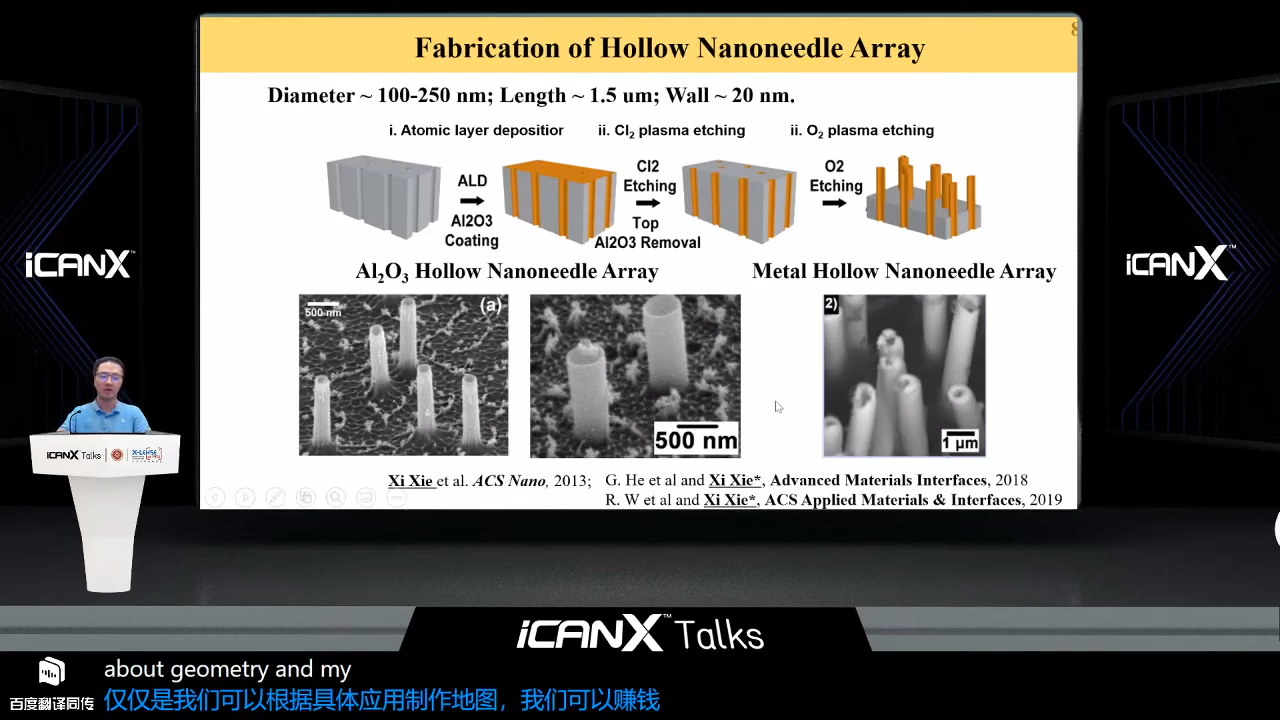 8
Fabrication of Hollow Nanoneedle Array
Diameter ~ 100-250 nm; Length ~ 1.5 um; Wall ~ 20 nm.
i. Atomic layer depositior
ii. Cl₂ plasma etching
ii. O₂ plasma etching
ALD
Al2O3
Coating
Cl2
Etching
Top
Al2O3 Removal
O2
Etching
Al₂O₃ Hollow Nanoneedle Array
Metal Hollow Nanoneedle Array
500 nm
(a)
500 nm
2)
1 µm
Xi Xie et al. ACS Nano, 2013;
G. He et al and Xi Xie*, Advanced Materials Interfaces, 2018
R. W et al and Xi Xie*, ACS Applied Materials & Interfaces, 2019
iCANX™
iCANX™
iCANX Talks
X-LENSE
iCANX™ Talks
百度翻译同传
about geometry and my
仅仅是我们可以根据具体应用制作地图，我们可以赚钱